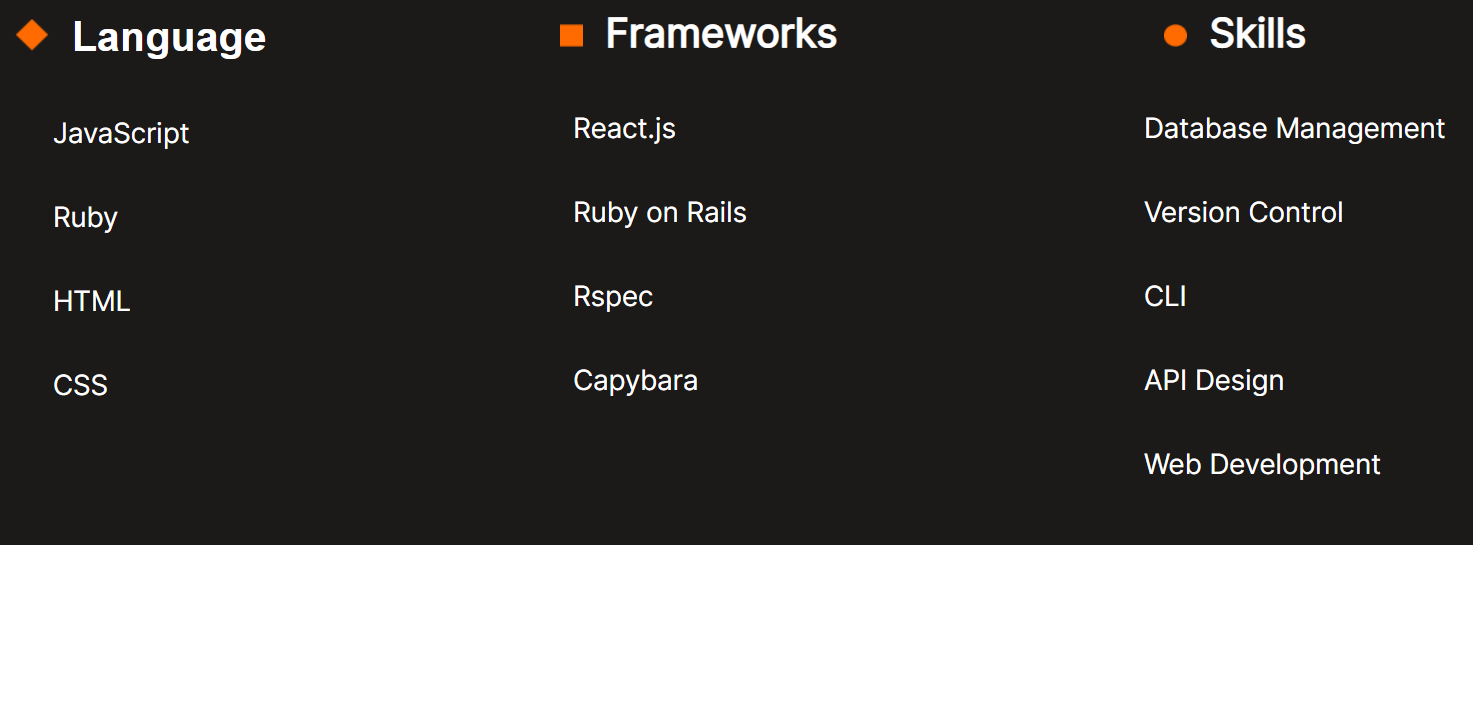 Language
JavaScript
Ruby
HTML
CSS
Frameworks
React.js
Ruby on Rails
Rspec
Capybara
Skills
Database Management
Version Control
CLI
API Design
Web Development